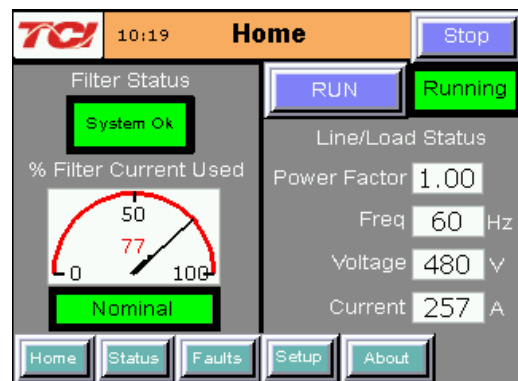 TCI 10:19 Home Stop
Filter Status
System Ok
% Filter Current Used
50
77
0 100
Nominal
RUN Running
Line/Load Status
Power Factor 1.00
Freq 60 Hz
Voltage 480 V
Current 257 A
Home Status Faults Setup About